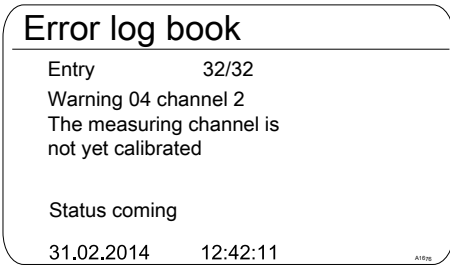 Error log book
Entry 32/32
Warning 04 channel 2
The measuring channel is
not yet calibrated
Status coming
31.02.2014 12:42:11
A1676